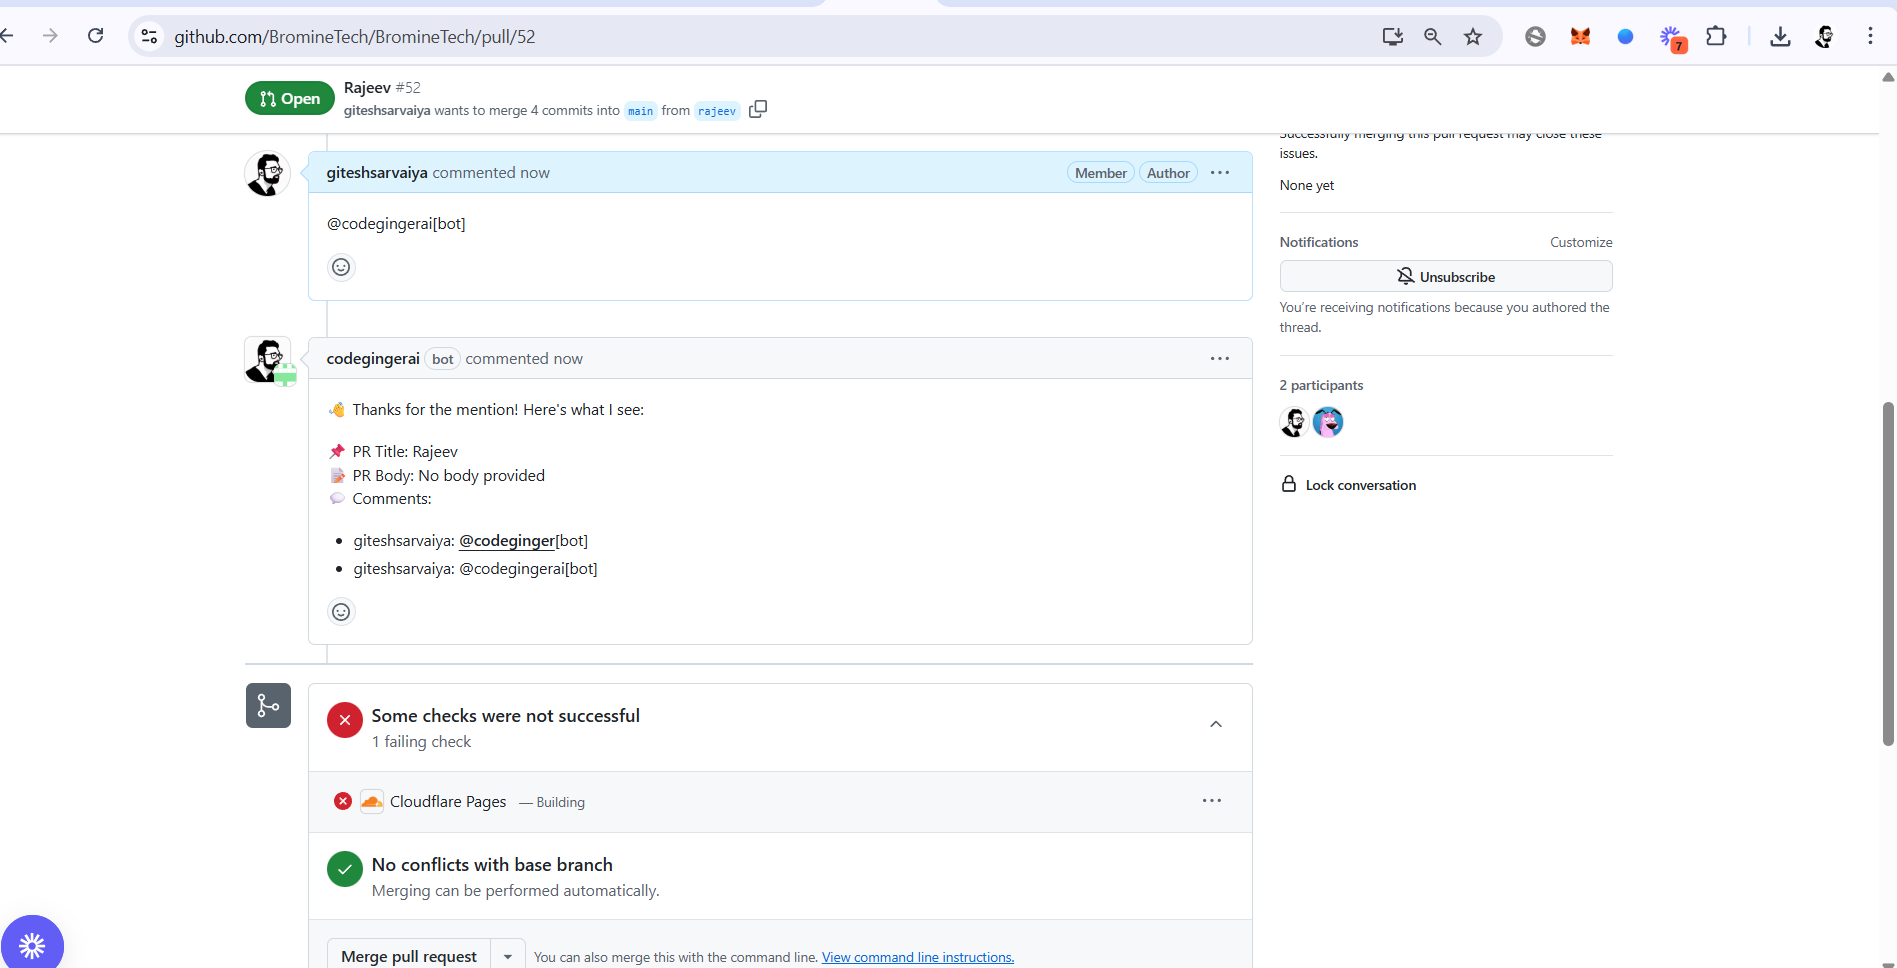 github.com/BromineTech/BromineTech/pull/52
7
Open
Rajeev #52
giteshsarvaiya wants to merge 4 commits into main from rajeev
Successfully merging this pull request may close these
issues.
None yet
giteshsarvaiya commented now
Member
Author
@codegingerai[bot]
Notifications
Customize
Unsubscribe
You're receiving notifications because you authored the
thread.
codegingerai bot commented now
👋 Thanks for the mention! Here's what I see:
📌 PR Title: Rajeev
📝 PR Body: No body provided
💬 Comments:
• giteshsarvaiya: @codeginger[bot]
• giteshsarvaiya: @codegingerai[bot]
2 participants
Lock conversation
Some checks were not successful
1 failing check
Cloudflare Pages — Building
No conflicts with base branch
Merging can be performed automatically.
Merge pull request
You can also merge this with the command line. View command line instructions.